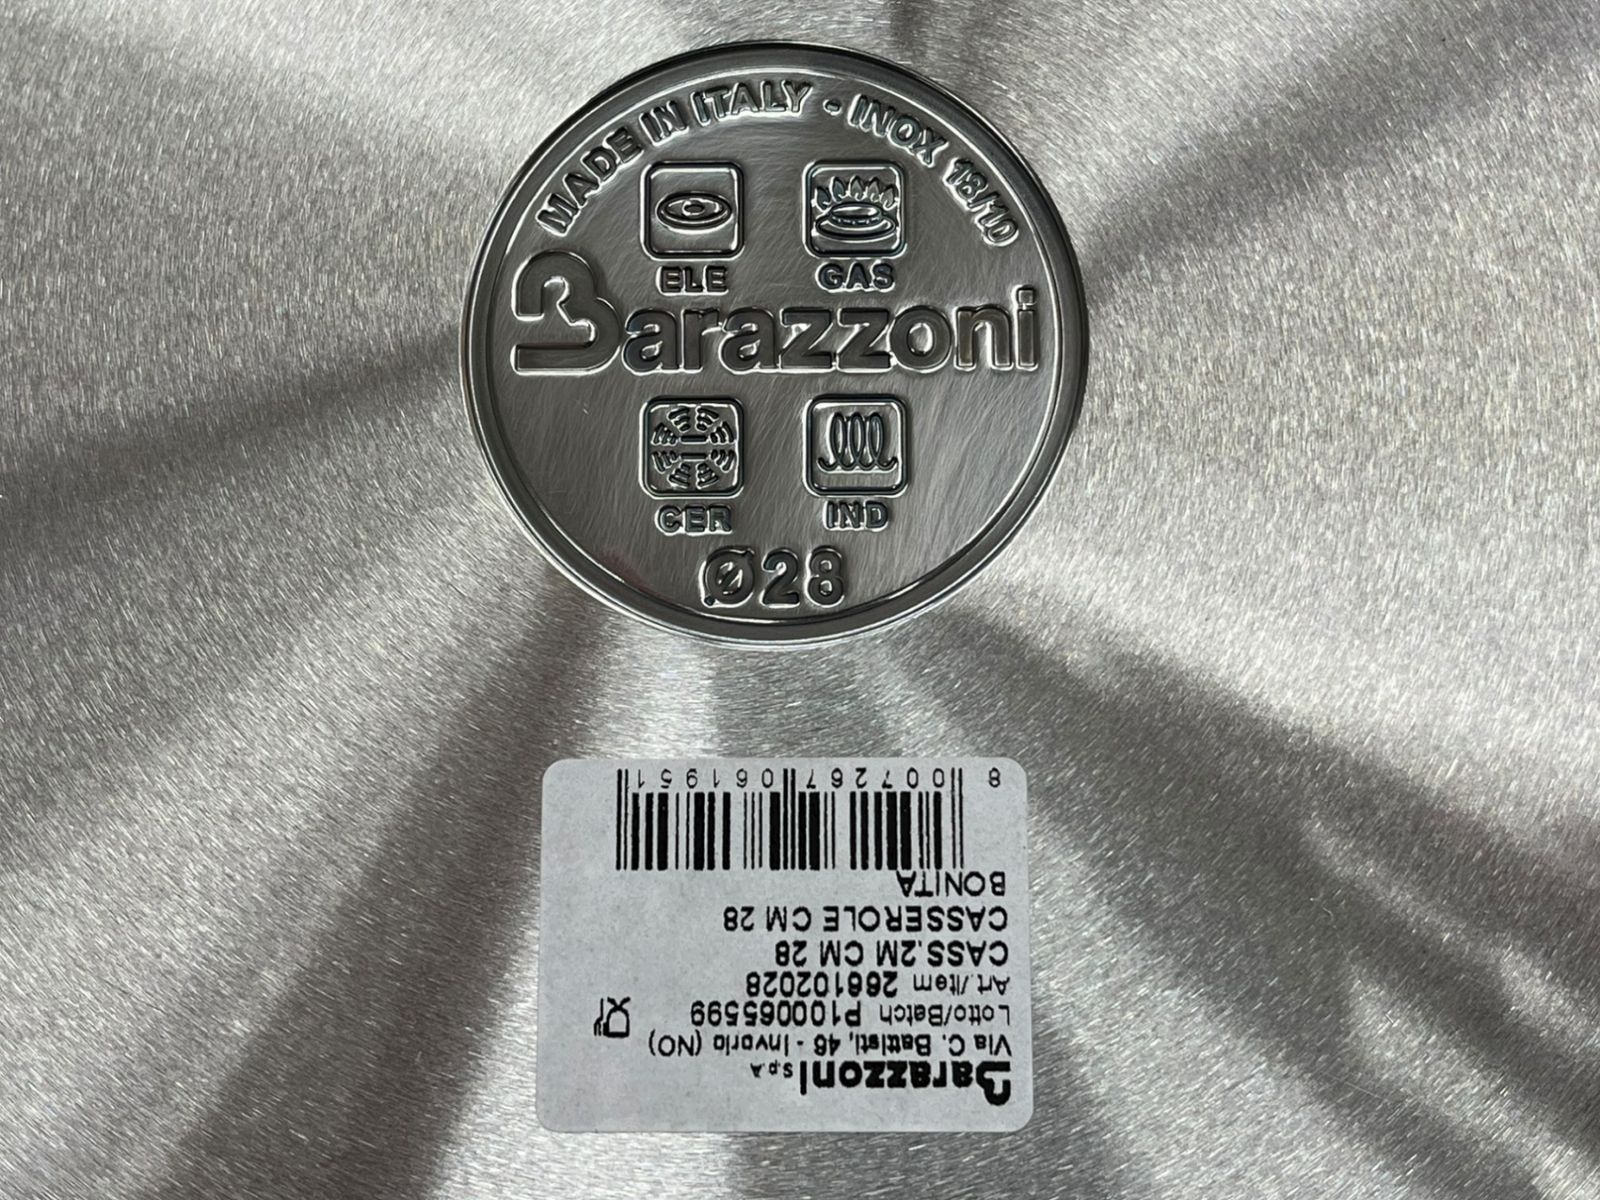 MADE IN ITALY - INOX 18/10
ELE
GAS
Barazzoni
CER
IND
Ø28
Barazzoni S.p.A
Via C. Battisti, 46 - Invorio (NO)
Lotto/Batch P100065599
Art./Item 266102028
CASS.2M CM 28
CASSEROLE CM 28
BONITA
8 007267 061951